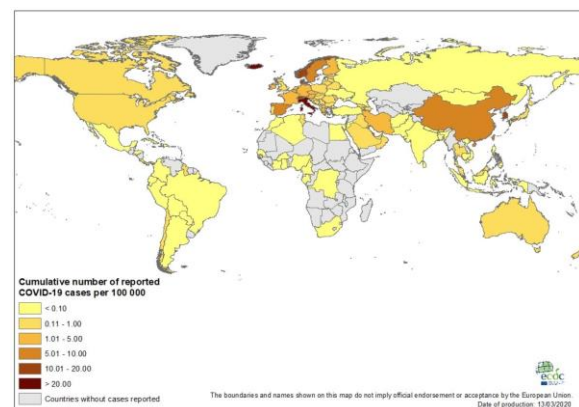 Cumulative number of reported
COVID-19 cases per 100 000
< 0.10
0.11 - 1.00
1.01 - 5.00
5.01 - 10.00
10.01 - 20.00
> 20.00
Countries without cases reported
ecdc
The boundaries and names shown on this map do not imply official endorsement or acceptance by the European Union.
Date of production: 13/03/2020